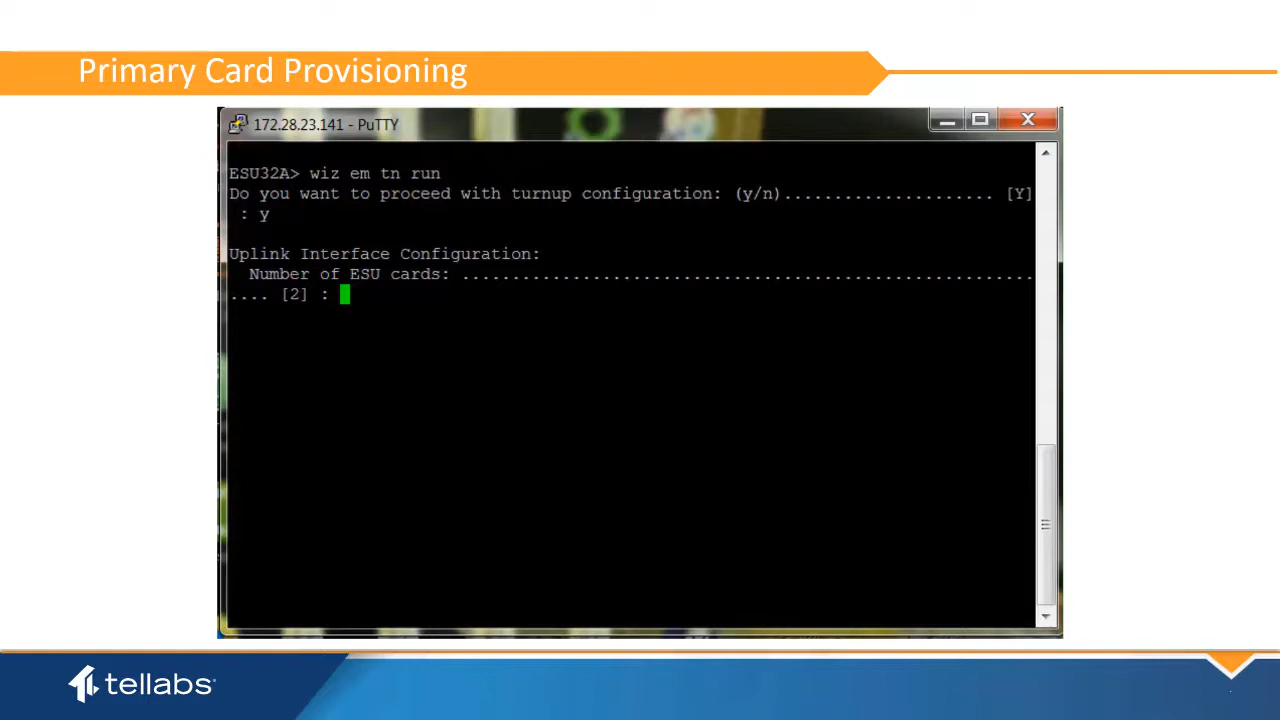 Primary Card Provisioning
172.28.23.141 - PuTTY
ESU32A> wiz em tn run
Do you want to proceed with turnup configuration: (y/n)..................... [Y]
 : y
Uplink Interface Configuration:
  Number of ESU cards: .........................................................
.... [2] :
tellabs